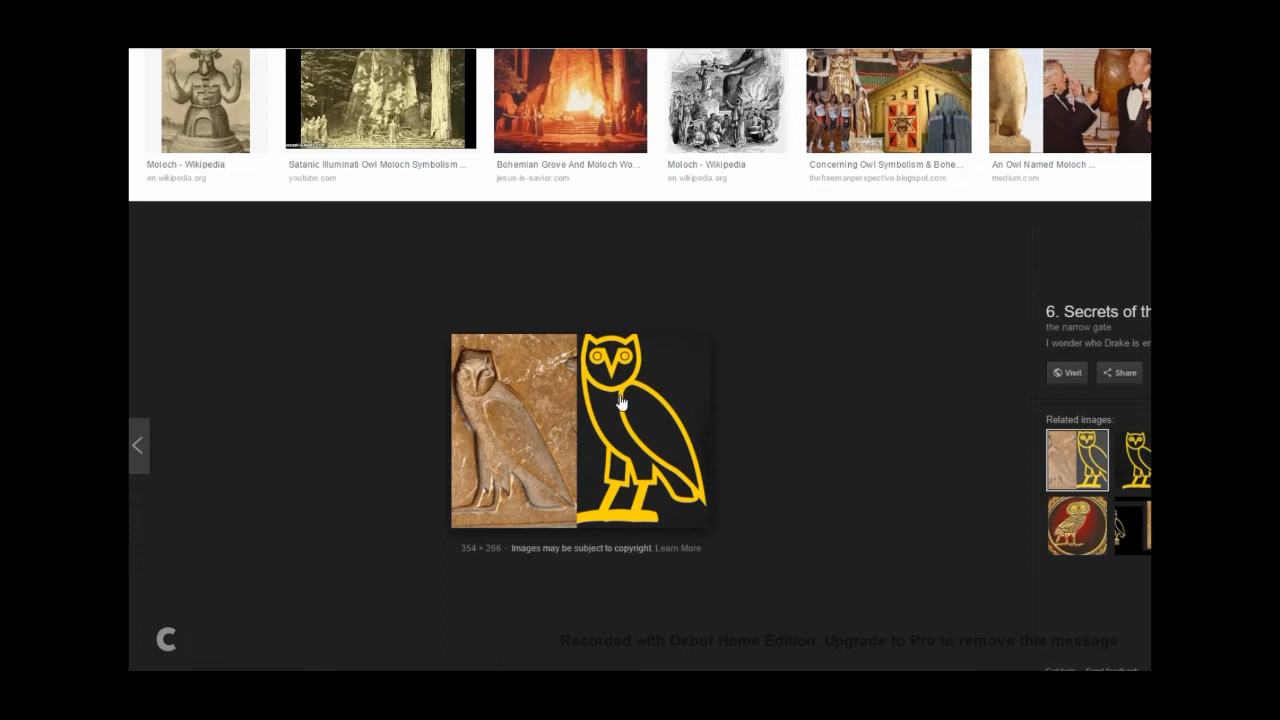 Moloch - Wikipedia
en.wikipedia.org
Satanic Illuminati Owl Moloch Symbolism ...
youtube.com
Bohemian Grove And Moloch Wo...
jesus-is-savior.com
Moloch - Wikipedia
en.wikipedia.org
Concerning Owl Symbolism & Bohe...
thefreemanperspective.blogspot.com
An Owl Named Moloch ...
medium.com
6. Secrets of th
the narrow gate
I wonder who Drake is er
Visit
Share
Related images:
354 × 266 - Images may be subject to copyright. Learn More
Recorded with Debut Home Edition. Upgrade to Pro to remove this message
Get help Send feedback